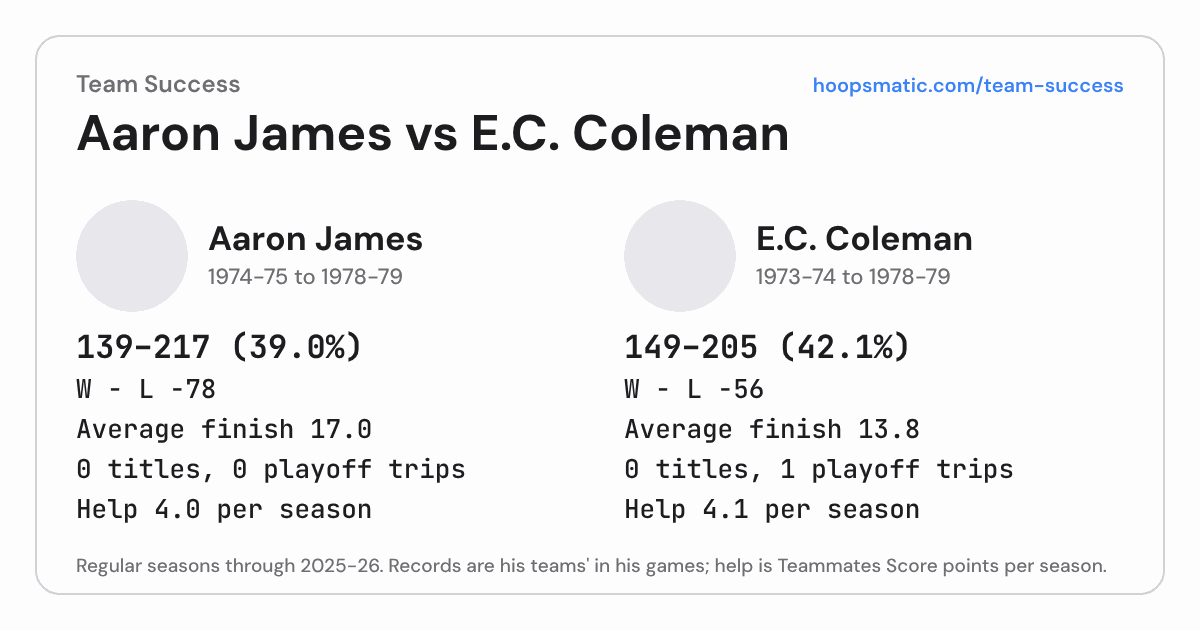 Team Success
hoopsmatic.com/team-success
Aaron James vs E.C. Coleman
Aaron James
1974-75 to 1978-79
139-217 (39.0%)
W - L -78
Average finish 17.0
0 titles, 0 playoff trips
Help 4.0 per season
E.C. Coleman
1973-74 to 1978-79
149-205 (42.1%)
W - L -56
Average finish 13.8
0 titles, 1 playoff trips
Help 4.1 per season
Regular seasons through 2025-26. Records are his teams' in his games; help is Teammates Score points per season.